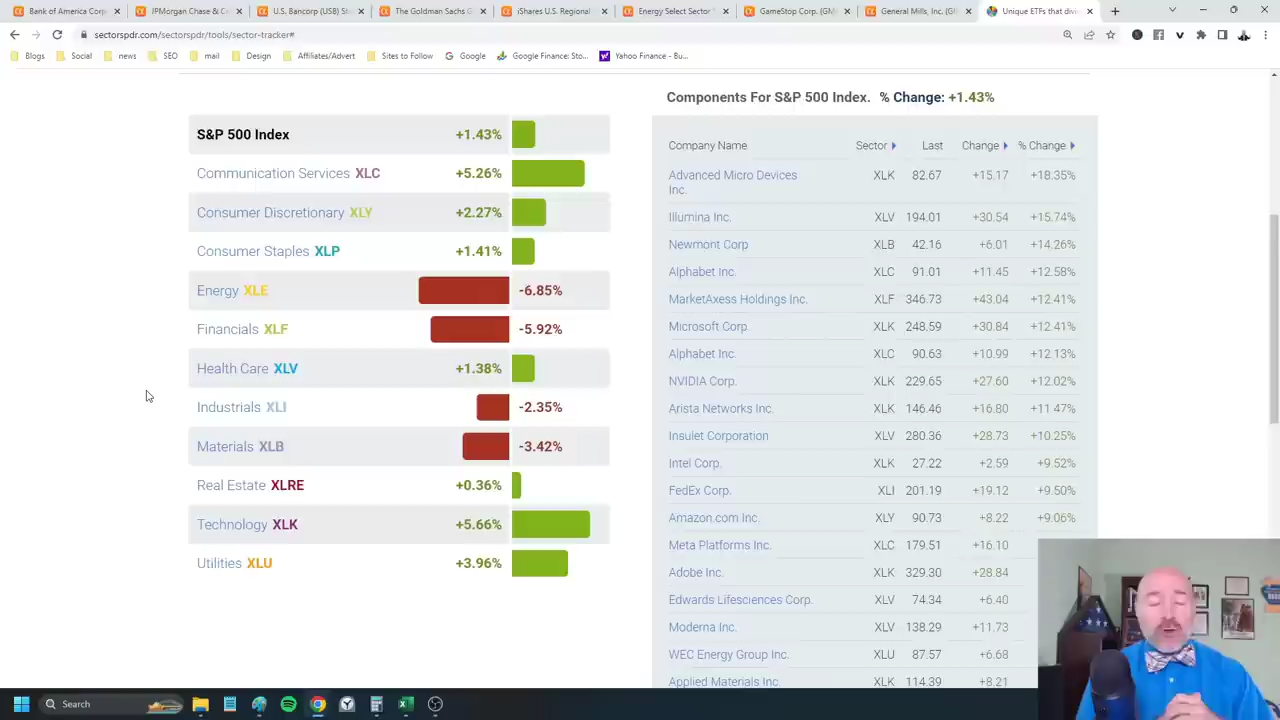 Bank of America Corp
JPMorgan Chase & C
U.S. Bancorp (USB) St
The Goldman Sachs G
iShares U.S. Regional
Energy Select Sector
GameStop Corp. (GM
General Mills, Inc. (GI
Unique ETFs that divi
sectorspdr.com/sectorspdr/tools/sector-tracker#
Blogs
Social
news
SEO
mail
Design
Affiliates/Advert
Sites to Follow
Google
Google Finance: Sto...
Yahoo Finance - Bu...
Components For S&P 500 Index. % Change: +1.43%
S&P 500 Index +1.43%
Communication Services XLC +5.26%
Consumer Discretionary XLY +2.27%
Consumer Staples XLP +1.41%
Energy XLE -6.85%
Financials XLF -5.92%
Health Care XLV +1.38%
Industrials XLI -2.35%
Materials XLB -3.42%
Real Estate XLRE +0.36%
Technology XLK +5.66%
Utilities XLU +3.96%
Company Name Sector Last Change % Change
Advanced Micro Devices XLK 82.67 +15.17 +18.35%
Inc.
Illumina Inc. XLV 194.01 +30.54 +15.74%
Newmont Corp XLB 42.16 +6.01 +14.26%
Alphabet Inc. XLC 91.01 +11.45 +12.58%
MarketAxess Holdings Inc. XLF 346.73 +43.04 +12.41%
Microsoft Corp. XLK 248.59 +30.84 +12.41%
Alphabet Inc. XLC 90.63 +10.99 +12.13%
NVIDIA Corp. XLK 229.65 +27.60 +12.02%
Arista Networks Inc. XLK 146.46 +16.80 +11.47%
Insulet Corporation XLV 280.36 +28.73 +10.25%
Intel Corp. XLK 27.22 +2.59 +9.52%
FedEx Corp. XLI 201.19 +19.12 +9.50%
Amazon.com Inc. XLY 90.73 +8.22 +9.06%
Meta Platforms Inc. XLC 179.51 +16.10
Adobe Inc. XLK 329.30 +28.84
Edwards Lifesciences Corp. XLV 74.34 +6.40
Moderna Inc. XLV 138.29 +11.73
WEC Energy Group Inc. XLU 87.57 +6.68
Applied Materials Inc. XLK 114.39 +8.21
Search